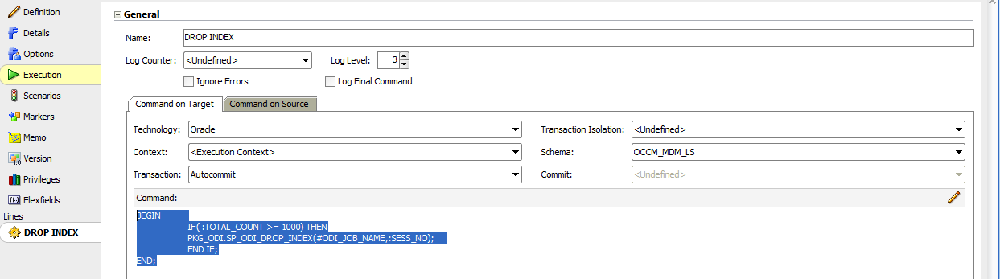 Definition
Details
Options
Execution
Scenarios
Markers
Memo
Version
Privileges
Flexfields
Lines
DROP INDEX
General
Name: DROP INDEX
Log Counter: <Undefined> Log Level: 3
Ignore Errors Log Final Command
Command on Target Command on Source
Technology: Oracle Transaction Isolation: <Undefined>
Context: <Execution Context> Schema: OCCM_MDM_LS
Transaction: Autocommit Commit: <Undefined>
Command:
BEGIN
IF( :TOTAL_COUNT >= 1000) THEN
PKG_ODI.SP_ODI_DROP_INDEX(#ODI_JOB_NAME,:SESS_NO);
END IF;
END;